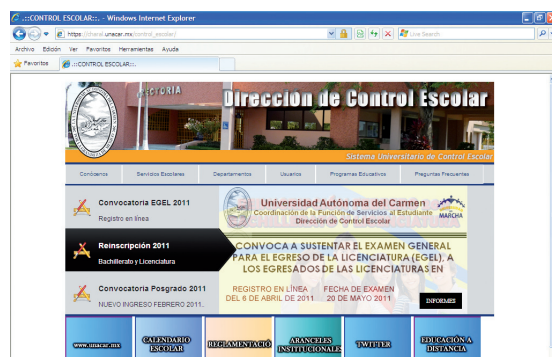 .::CONTROL ESCOLAR::. - Windows Internet Explorer
https://charal.unacar.mx/control_escolar/
Live Search
Archivo Edición Ver Favoritos Herramientas Ayuda
Favoritos
.::CONTROL ESCOLAR::.
RECTORIA
Dirección de Control Escolar
Sistema Universitario de Control Escolar
Conócenos Servicios Escolares Departamentos Usuarios Programas Educativos Preguntas Frecuentes
Convocatoria EGEL 2011
Registro en línea
Reinscripción 2011
Bachillerato y Licenciatura
Convocatoria Posgrado 2011
NUEVO INGRESO FEBRERO 2011..
Universidad Autónoma del Carmen
Coordinación de la Función de Servicios al Estudiante
Dirección de Control Escolar
MARCHA
CONVOCA A SUSTENTAR EL EXAMEN GENERAL
PARA EL EGRESO DE LA LICENCIATURA (EGEL), A
LOS EGRESADOS DE LAS LICENCIATURAS EN
REGISTRO EN LÍNEA FECHA DE EXAMEN
DEL 6 DE ABRIL DE 2011 20 DE MAYO 2011
INFORMES
www.unacar.mx
CALENDARIO ESCOLAR
REGLAMENTACIÓ
ARANCELES INSTITUCIONALES
TWITTER
EDUCACIÓN A DISTANCIA